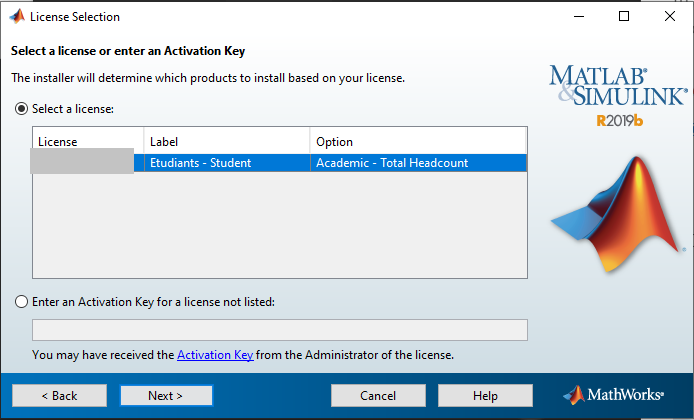 License Selection
Select a license or enter an Activation Key
The installer will determine which products to install based on your license.
MATLAB®
&SIMULINK®
R2019b
Select a license:
License Label Option
Etudiants - Student Academic - Total Headcount
Enter an Activation Key for a license not listed:
You may have received the Activation Key from the Administrator of the license.
< Back Next > Cancel Help MathWorks®